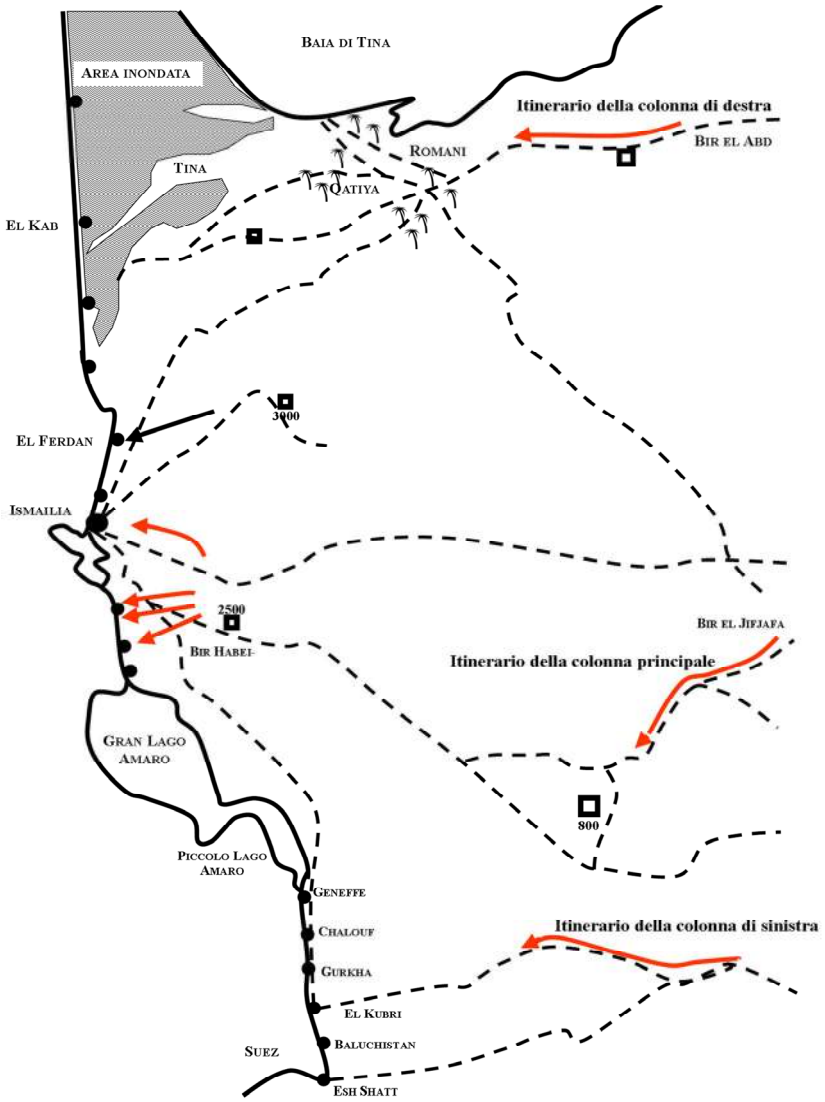 BAIA DI TINA
AREA INONDATA
Itinerario della colonna di destra
ROMANI
BIR EL ABD
TINA
QATIYA
EL KAB
3000
EL FERDAN
ISMAILIA
2500
BIR HABEI-
BIR EL JIFJAFA
Itinerario della colonna principale
GRAN LAGO
AMARO
800
PICCOLO LAGO
AMARO
GENEFFE
Itinerario della colonna di sinistra
CHALOUF
GURKHA
EL KUBRI
BALUCHISTAN
SUEZ
ESH SHATT